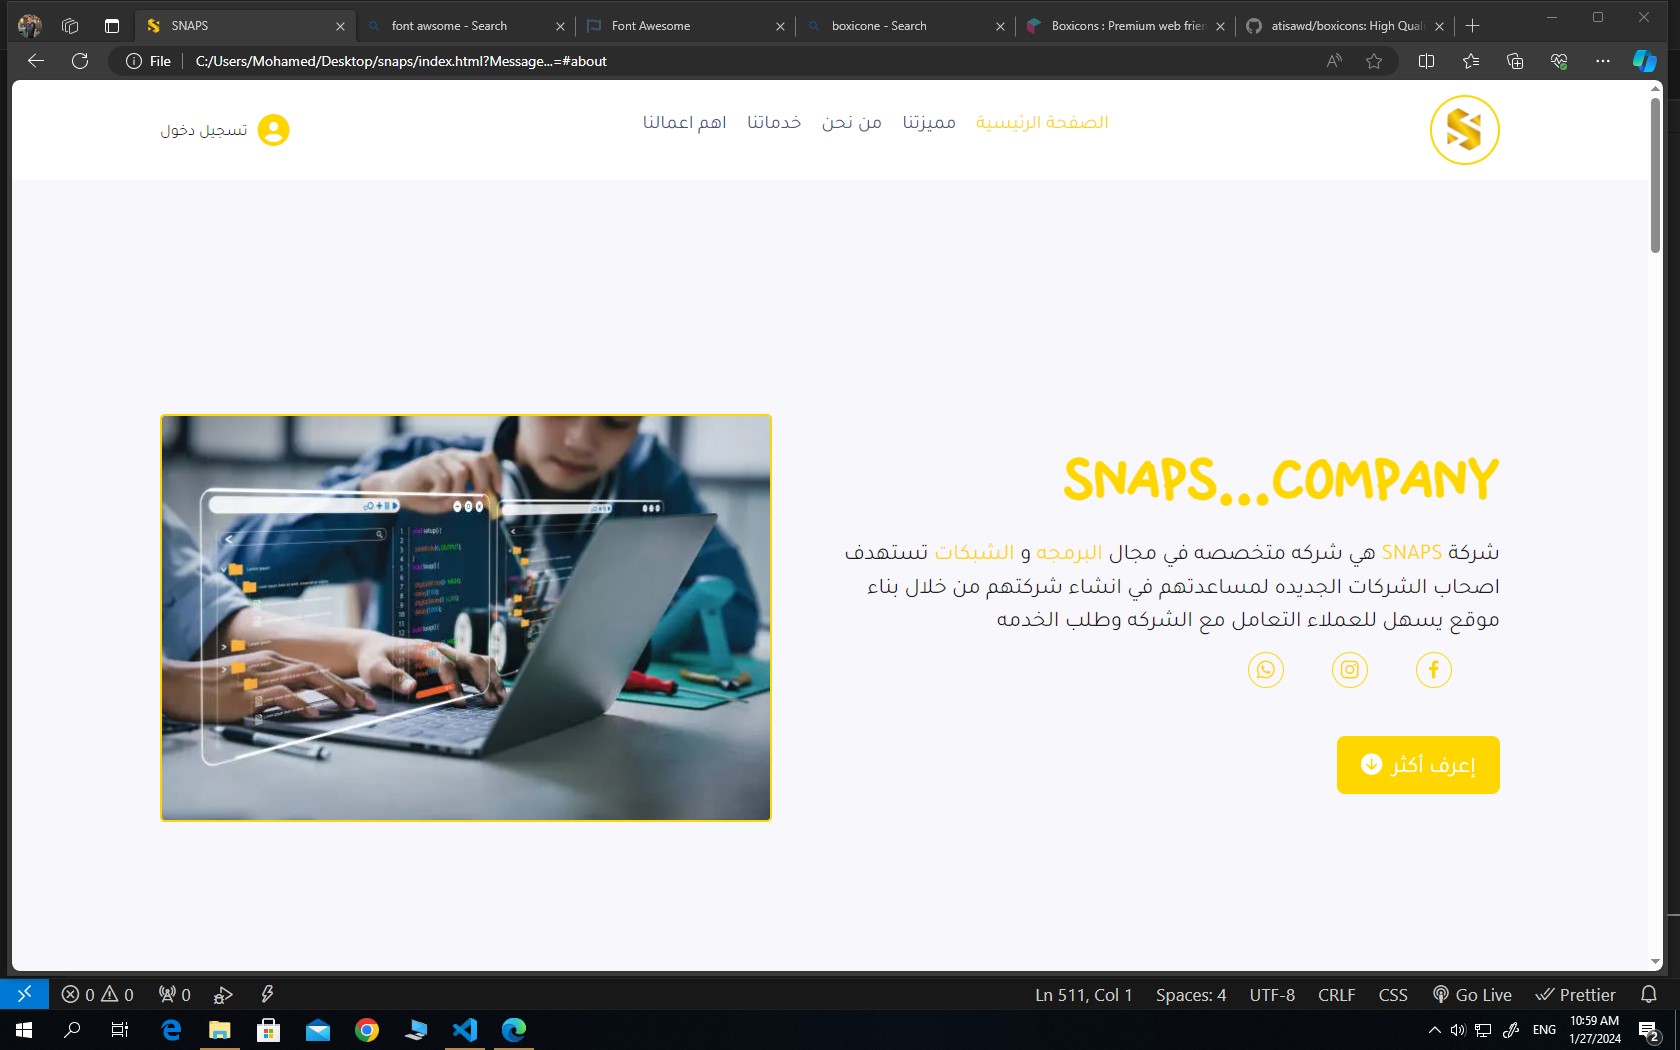 SNAPS
font awsome - Search
Font Awesome
boxicone - Search
Boxicons : Premium web frien
atisawd/boxicons: High Quali
File
C:/Users/Mohamed/Desktop/snaps/index.html?Message...=#about
الصفحة الرئيسية
مميزتنا
من نحن
خدماتنا
اهم اعمالنا
تسجيل دخول
SNAPS...COMPANY
شركة SNAPS هي شركه متخصصه في مجال البرمجه و الشبكات تستهدف
اصحاب الشركات الجديده لمساعدتهم في انشاء شركتهم من خلال بناء
موقع يسهل للعملاء التعامل مع الشركه وطلب الخدمه
إعرف أكثر
0 0 0
Ln 511, Col 1
Spaces: 4
UTF-8
CRLF
CSS
Go Live
Prettier
ENG
10:59 AM
1/27/2024
2